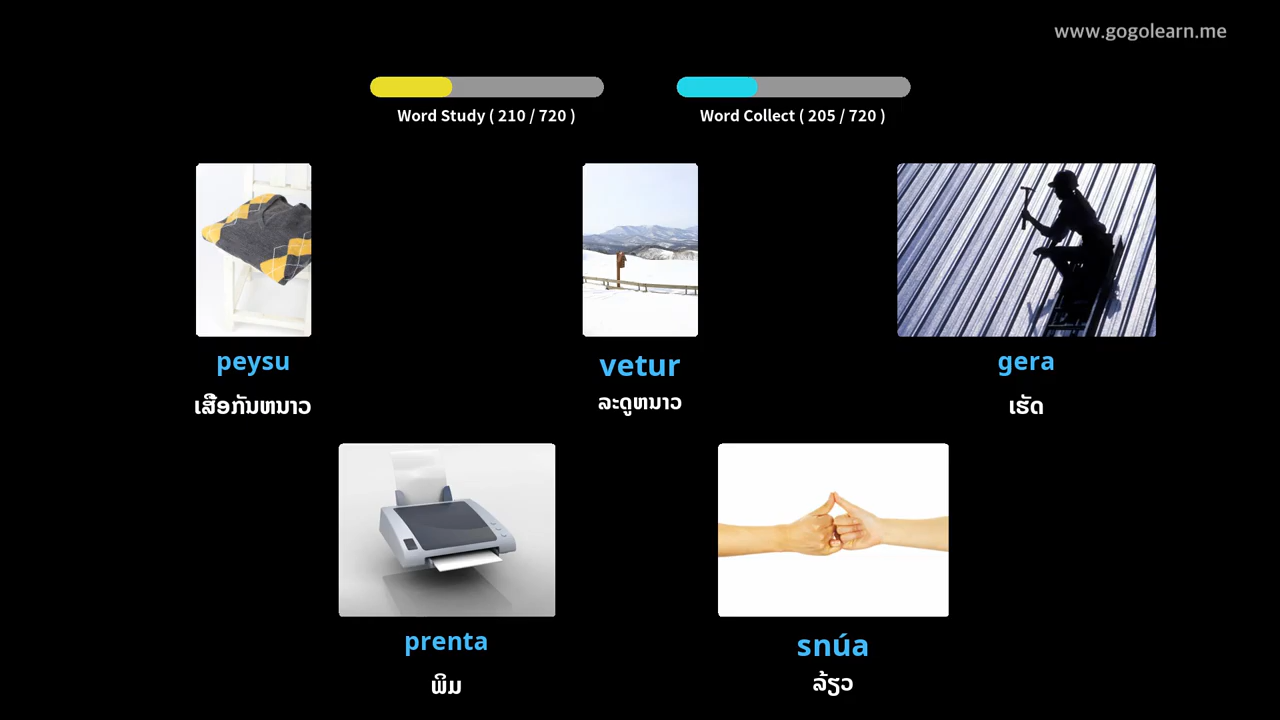 www.gogolearn.me
Word Study ( 210 / 720 )
Word Collect ( 205 / 720 )
peysu
ເສື້ອກັນຫນາວ
vetur
ລະດູຫນາວ
gera
ເຮັດ
prenta
ພິມ
snúa
ລ້ຽວ